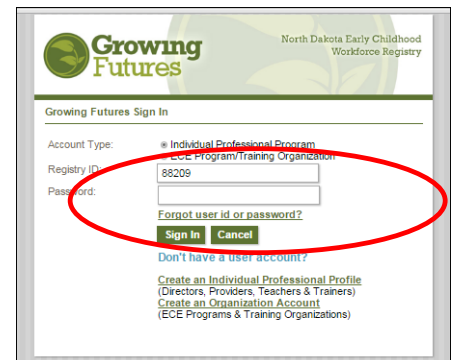 Growing
Futures
North Dakota Early Childhood
Workforce Registry
Growing Futures Sign In
Account Type:
Individual Professional Program
ECE Program/Training Organization
Registry ID:
88209
Password:
Forgot user id or password?
Sign In Cancel
Don't have a user account?
Create an Individual Professional Profile
(Directors, Providers, Teachers & Trainers)
Create an Organization Account
(ECE Programs & Training Organizations)